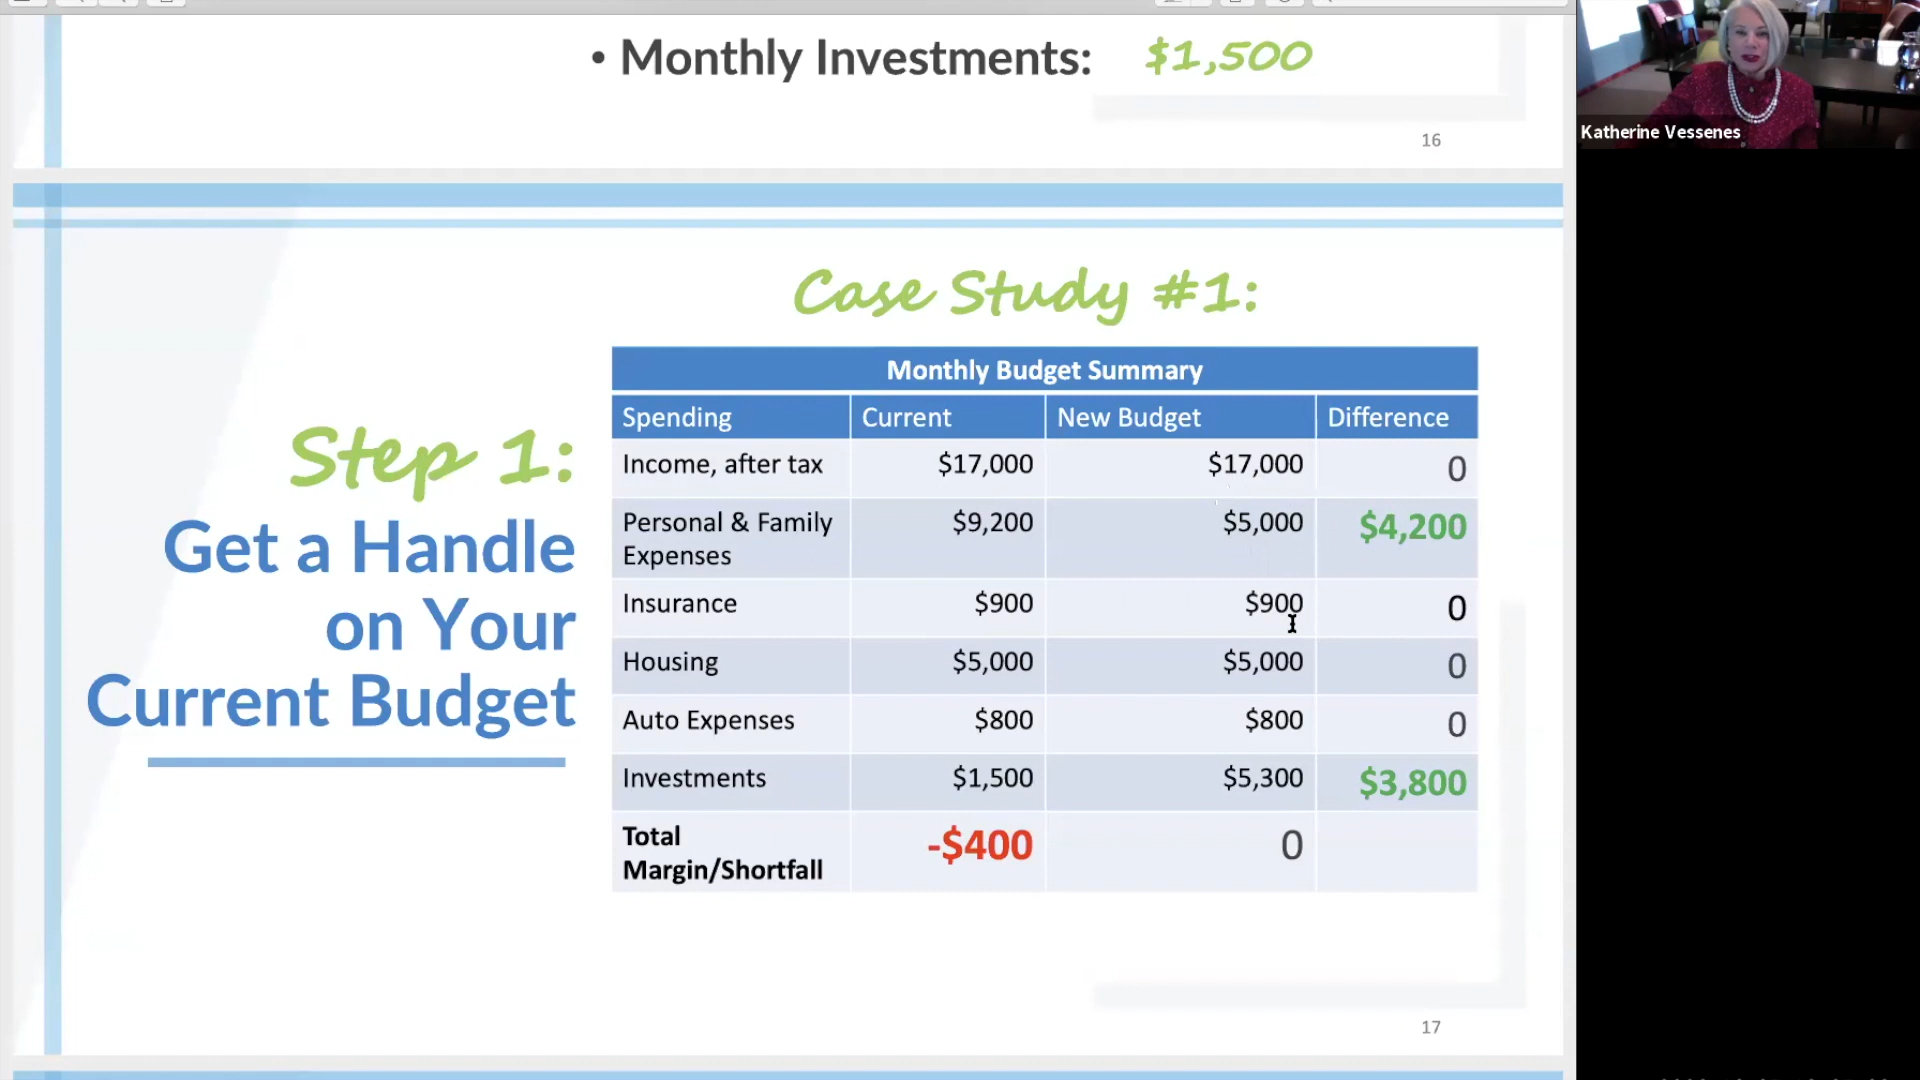 • Monthly Investments: $1,500
16
Katherine Vessenes
Case Study #1:
Step 1:
Get a Handle
on Your
Current Budget
Monthly Budget Summary
Spending Current New Budget Difference
Income, after tax $17,000 $17,000 0
Personal & Family
Expenses $9,200 $5,000 $4,200
Insurance $900 $900 0
Housing $5,000 $5,000 0
Auto Expenses $800 $800 0
Investments $1,500 $5,300 $3,800
Total
Margin/Shortfall -$400 0
17